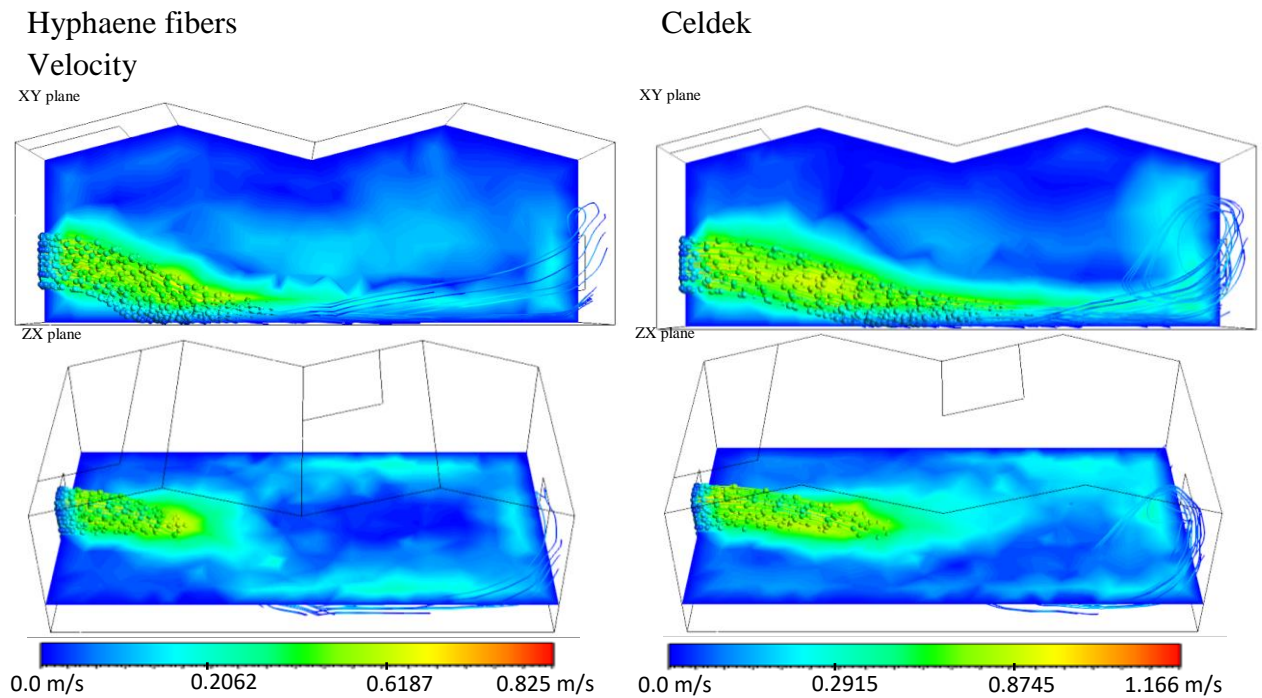 Hyphaene fibers
Celdek
Velocity
XY plane
XY plane
ZX plane
ZX plane
0.0 m/s 0.2062 0.6187 0.825 m/s
0.0 m/s 0.2915 0.8745 1.166 m/s